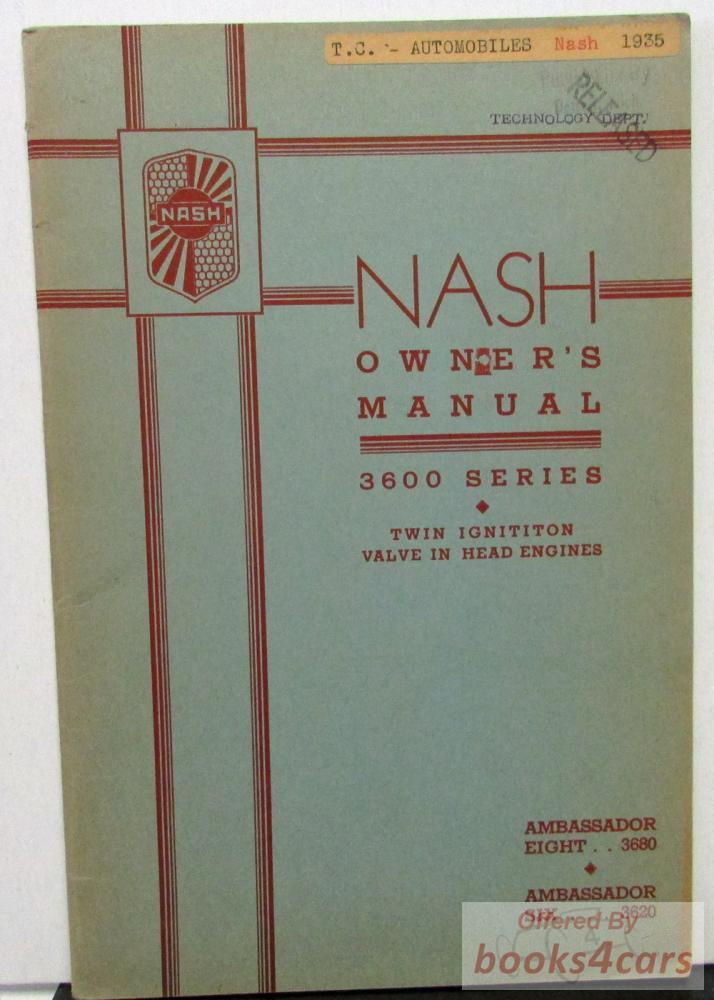 T.C. - AUTOMOBILES Nash 1935
TECHNOLOGY DEPT.
RELEASED
NASH
NASH
OWNER'S
MANUAL
3600 SERIES
TWIN IGNITITON
VALVE IN HEAD ENGINES
AMBASSADOR
EIGHT . . 3680
AMBASSADOR
SIX . . . . 3620
Offered By
books4cars